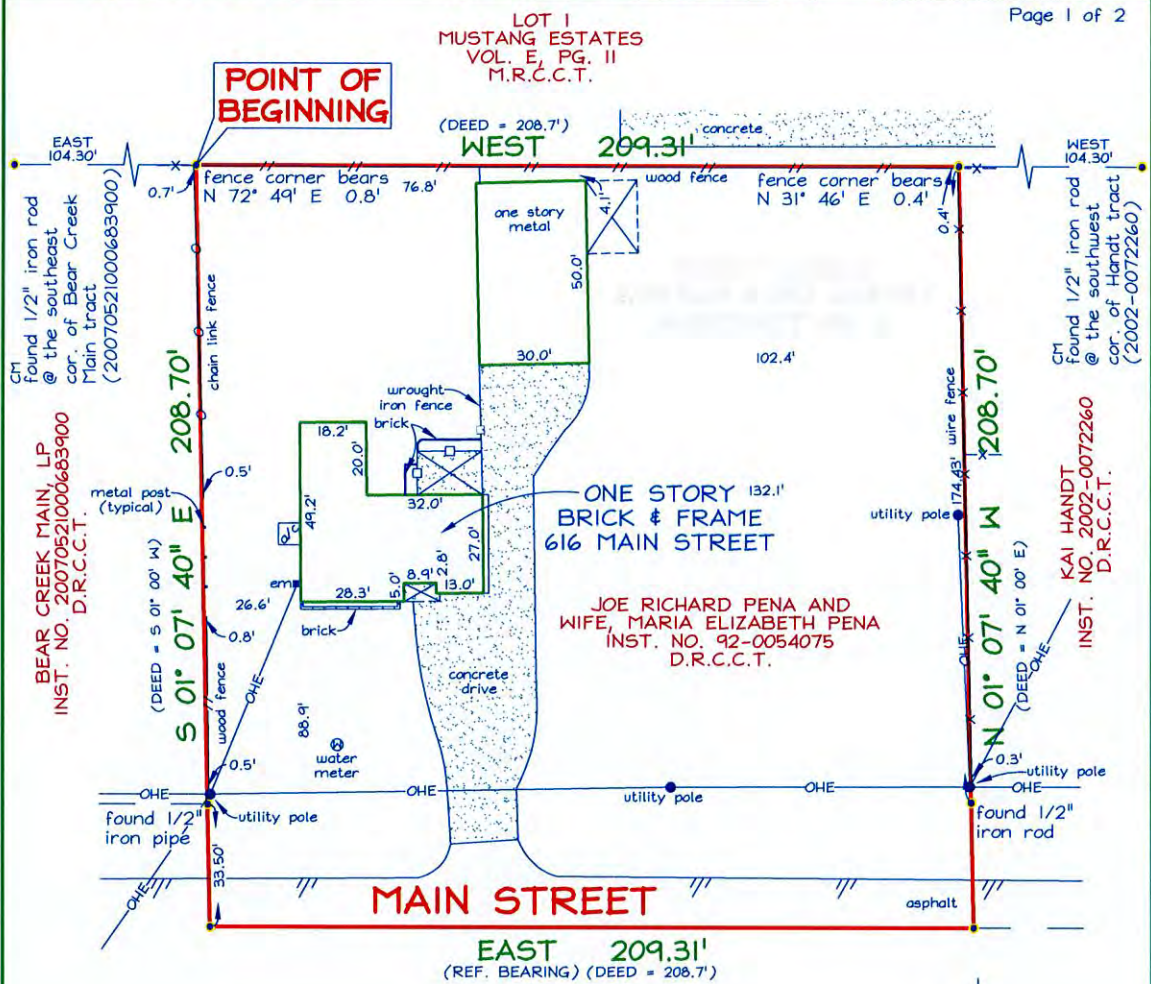 Page 1 of 2
LOT 1
MUSTANG ESTATES
VOL. E, PG. 11
M.R.C.C.T.
POINT OF
BEGINNING
(DEED = 208.7')
WEST 209.31'
concrete
EAST
104.30'
WEST
104.30'
0.7'
fence corner bears
N 72° 49' E 0.8'
76.8'
wood fence
fence corner bears
N 31° 46' E 0.4'
0.4'
CM
found 1/2" iron rod
@ the southeast
cor. of Bear Creek
Main tract
(20070521000683900)
CM
found 1/2" iron rod
@ the southwest
cor. of Handt tract
(2002-0072260)
one story
metal
4.1'
50.0'
30.0'
102.4'
chain link fence
S 01° 07' 40" E 208.70'
(DEED = S 01° 00' W)
BEAR CREEK MAIN, LP
INST. NO. 20070521000683900
D.R.C.C.T.
wrought
iron fence
brick
18.2'
20.0'
0.5'
metal post
(typical)
49.2'
32.0'
ONE STORY
BRICK & FRAME
616 MAIN STREET
132.1'
27.0'
a/c
em
2.8'
8.9'
5.0'
13.0'
28.3'
26.6'
brick
0.8'
wire fence
174.43'
utility pole
N 01° 07' 40" W 208.70'
(DEED = N 01° 00' E)
KAI HANDT
INST. NO. 2002-0072260
D.R.C.C.T.
JOE RICHARD PENA AND
WIFE, MARIA ELIZABETH PENA
INST. NO. 92-0054075
D.R.C.C.T.
concrete
drive
OHE
OHE
OHE
wood fence
88.9'
water
meter
0.5'
0.3'
utility pole
OHE
OHE
OHE
OHE
utility pole
utility pole
found 1/2"
iron pipe
found 1/2"
iron rod
33.50'
OHE
MAIN STREET
asphalt
EAST 209.31'
(REF. BEARING) (DEED = 208.7')